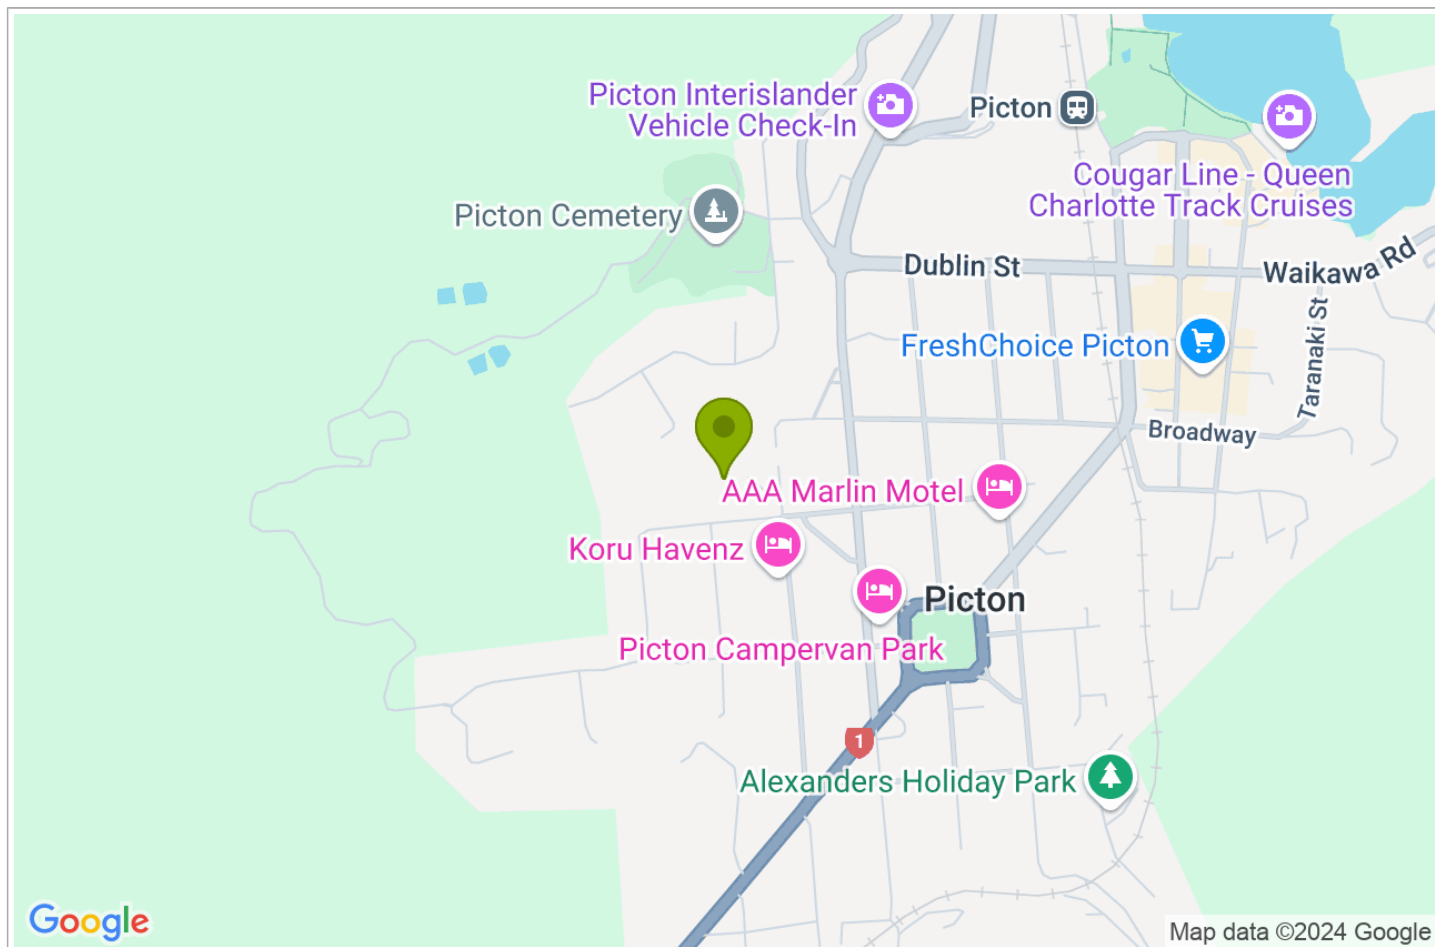 Picton Interislander
Vehicle Check-In
Picton
Cougar Line - Queen
Charlotte Track Cruises
Picton Cemetery
Dublin St
Waikawa Rd
Taranaki St
FreshChoice Picton
Broadway
AAA Marlin Motel
Koru Havenz
Picton
Picton Campervan Park
1
Alexanders Holiday Park
Google
Map data ©2024 Google